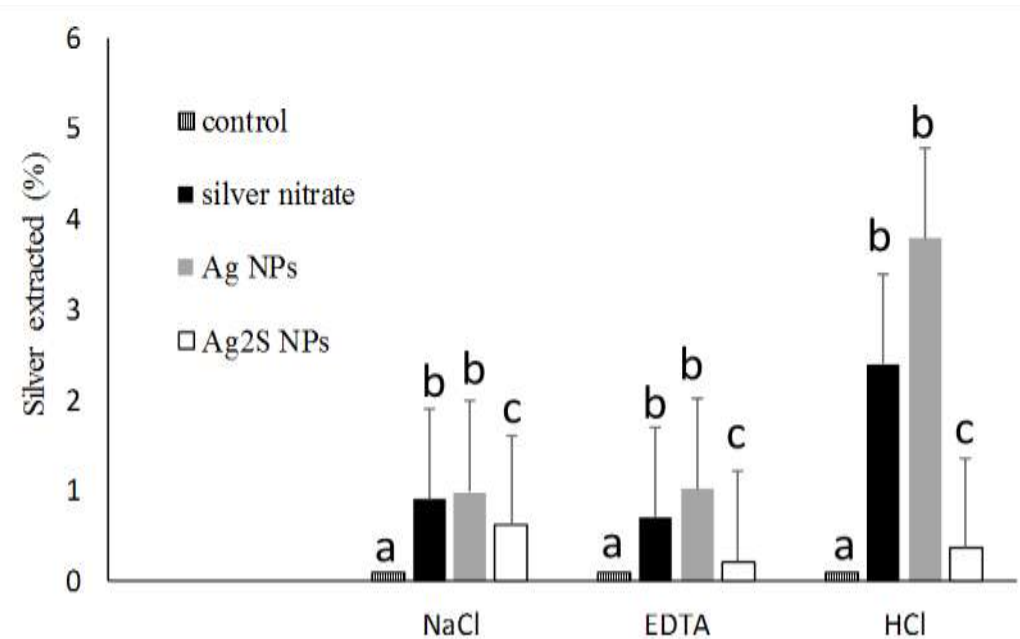 Silver extracted (%)
6
5
4
3
2
1
0
control
silver nitrate
Ag NPs
Ag2S NPs
a
b
b
c
a
b
b
c
a
b
b
c
NaCl
EDTA
HCl